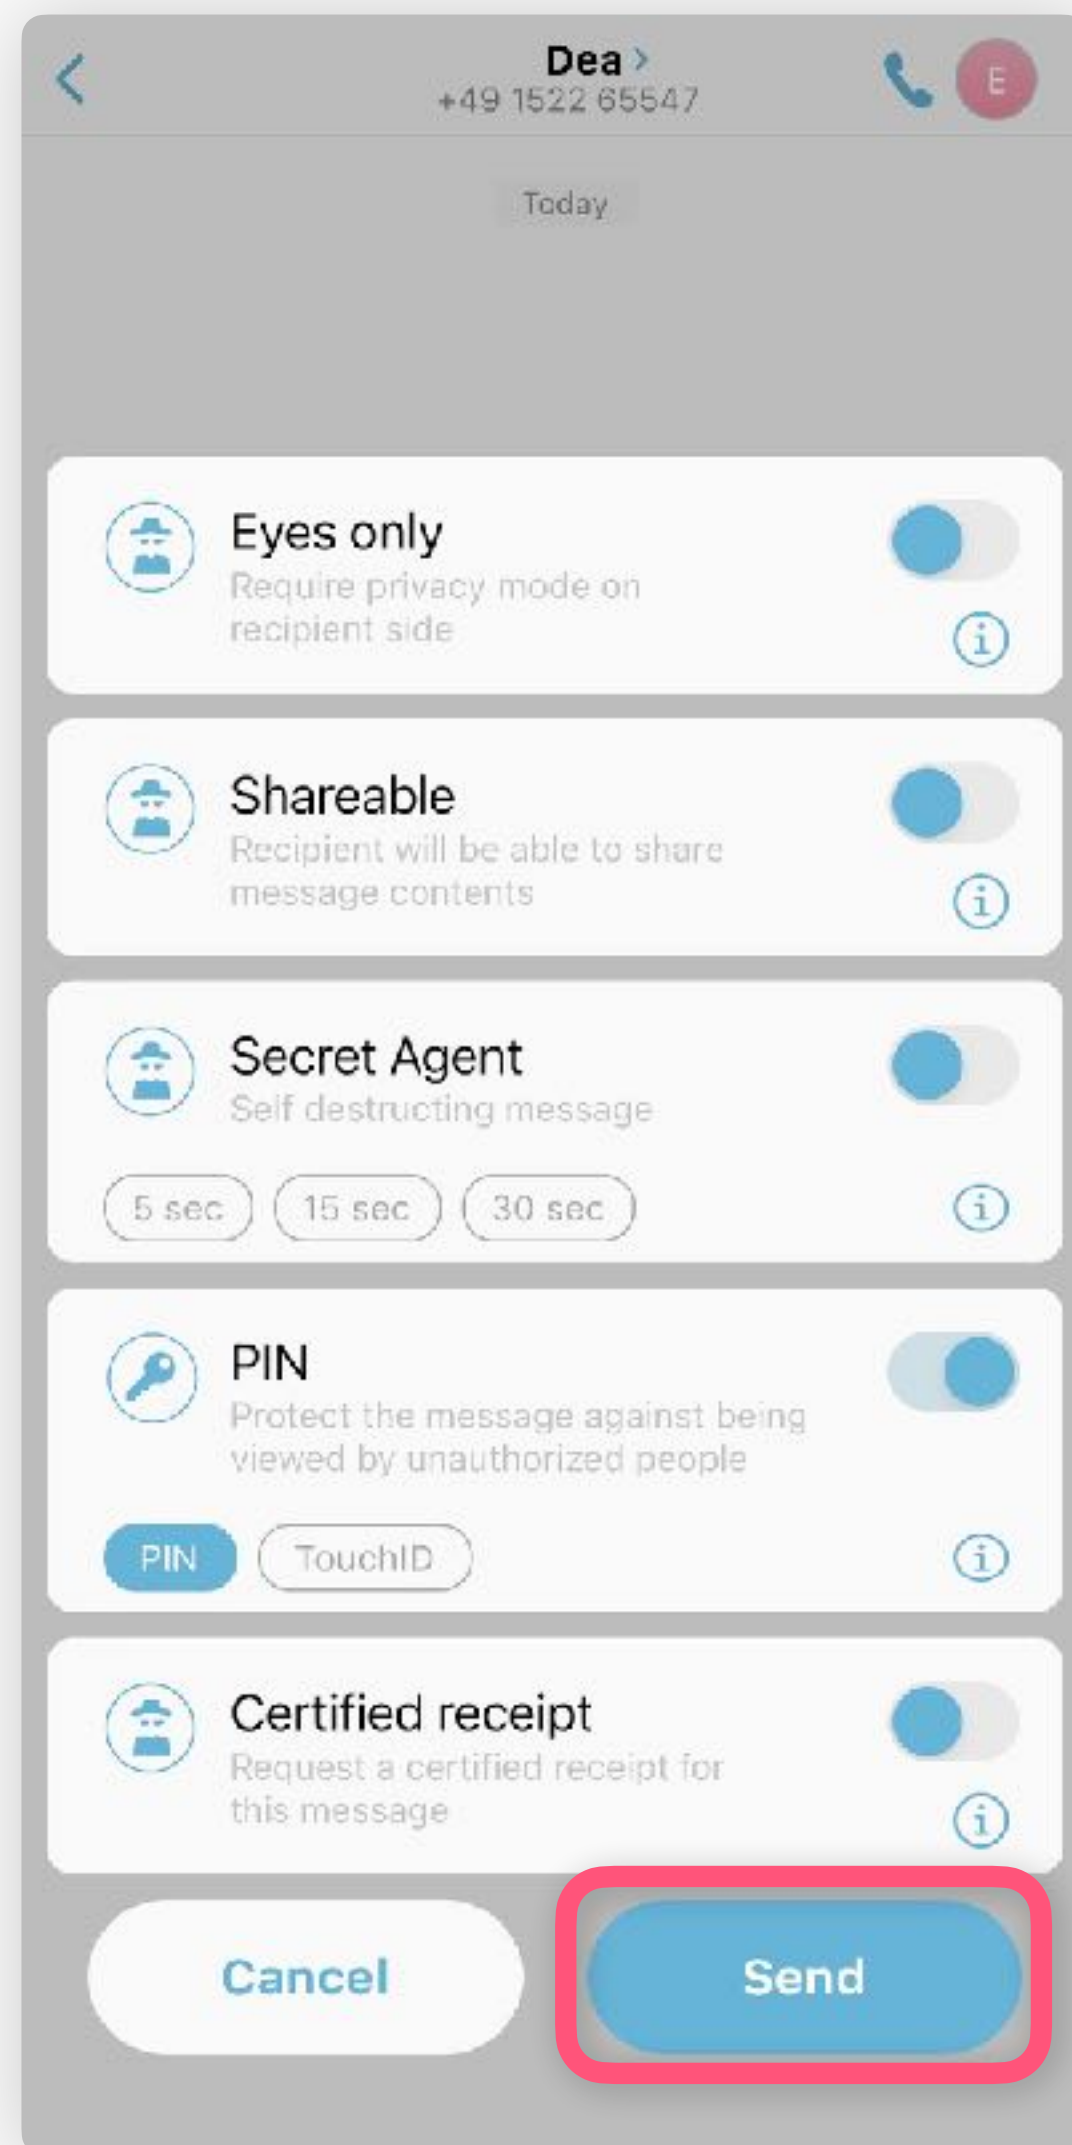 Dea
+49 1522 65547
E
Today
Eyes only
Require privacy mode on
recipient side
Shareable
Recipient will be able to share
message contents
Secret Agent
Self destructing message
5 sec 15 sec 30 sec
PIN
Protect the message against being
viewed by unauthorized people
PIN TouchID
Certified receipt
Request a certified receipt for
this message
Cancel Send